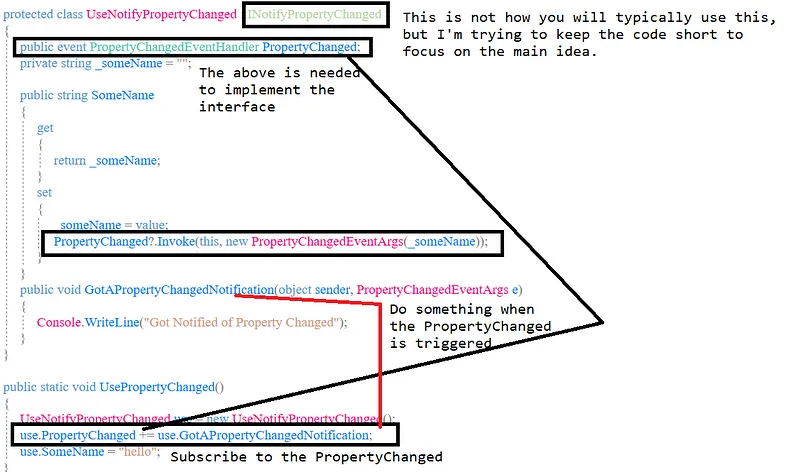 protected class UseNotifyPropertyChanged INotifyPropertyChanged
This is not how you will typically use this,
but I'm trying to keep the code short to
focus on the main idea.
{
public event PropertyChangedEventHandler PropertyChanged;
private string _someName = "";
The above is needed
to implement the
interface
public string SomeName
{
get
{
return _someName;
}
set
{
_someName = value;
PropertyChanged?.Invoke(this, new PropertyChangedEventArgs(_someName));
}
}
public void GotAPropertyChangedNotification(object sender, PropertyChangedEventArgs e)
{
Console.WriteLine("Got Notified of Property Changed");
}
}
Do something when
the PropertyChanged
is triggered
public static void UsePropertyChanged()
{
UseNotifyPropertyChanged = new UseNotifyPropertyChanged();
use.PropertyChanged += use.GotAPropertyChangedNotification;
use.SomeName = "hello";
Subscribe to the PropertyChanged